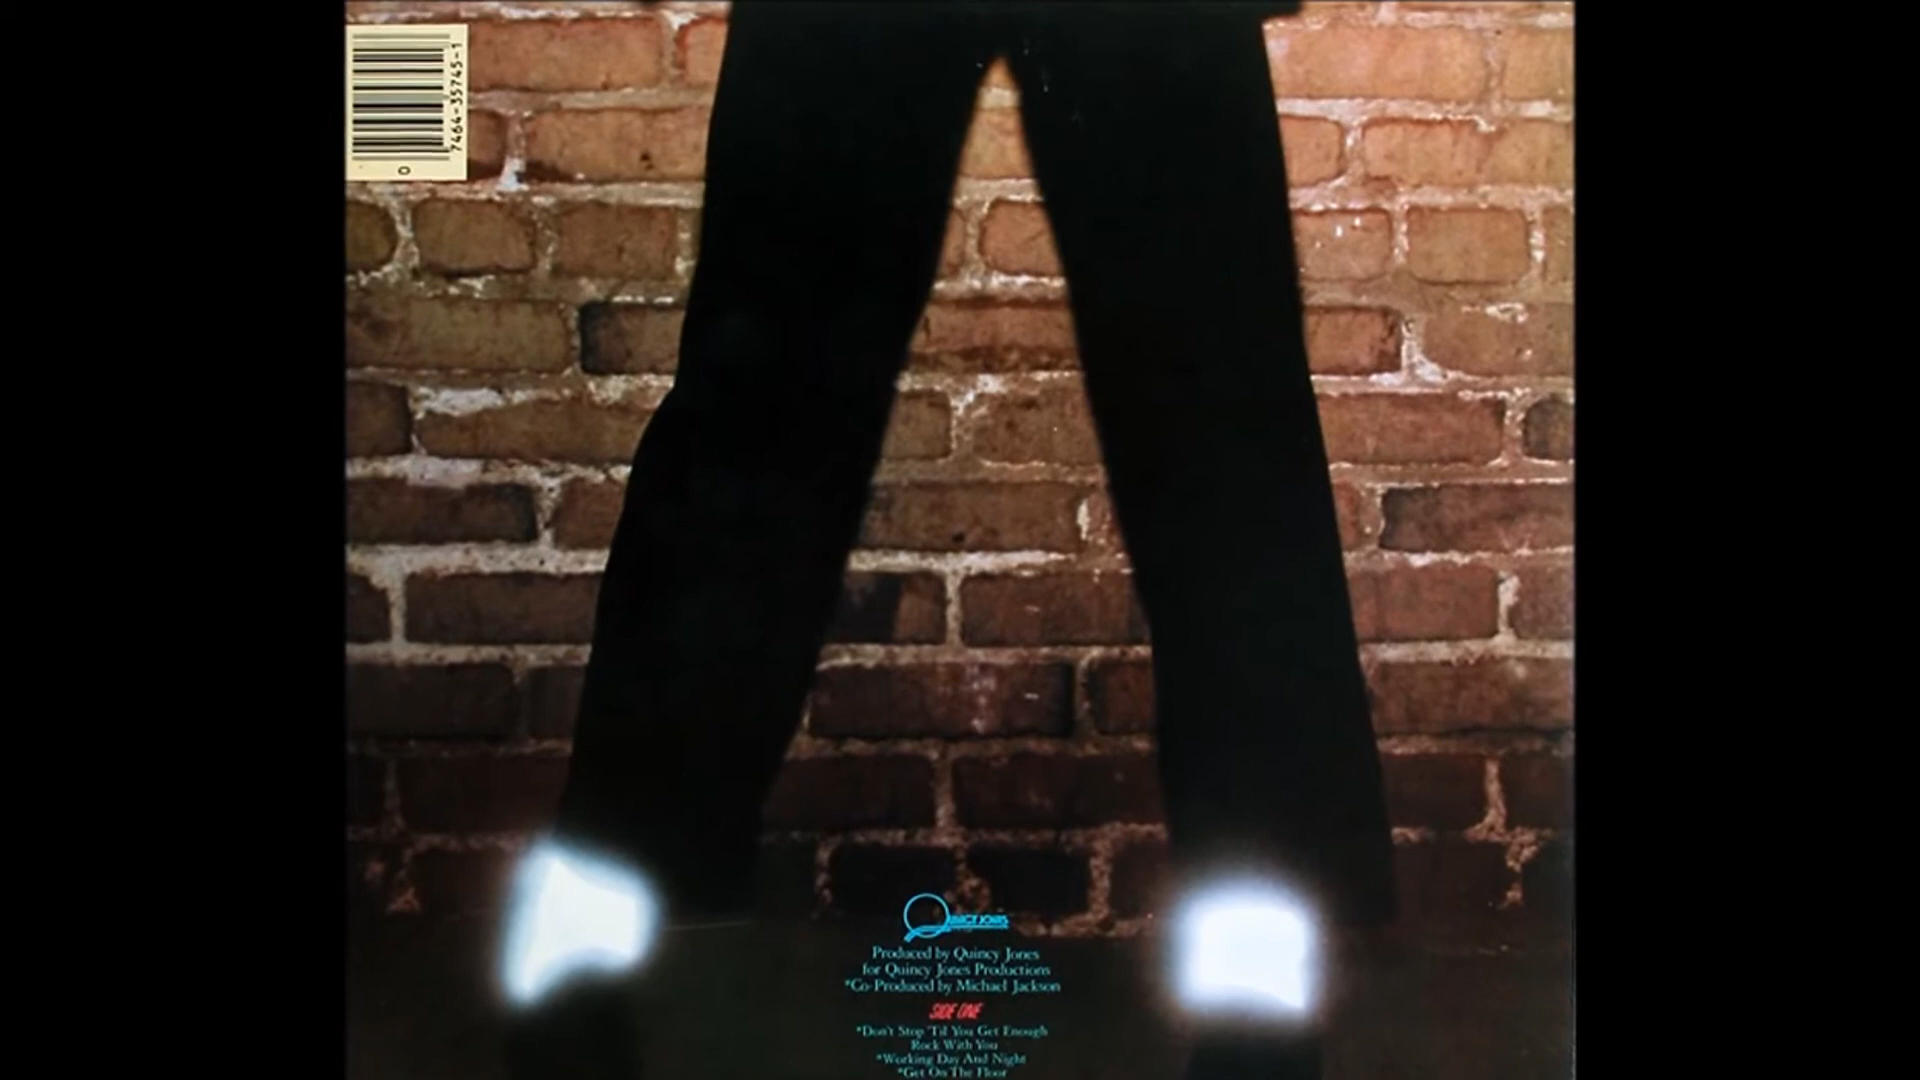 7464-35745-1
0
QUINCY JONES
Produced by Quincy Jones
for Quincy Jones Productions
*Co-Produced by Michael Jackson
SIDE ONE
*Don't Stop 'Til You Get Enough
Rock With You
*Working Day And Night
*Get On The Floor